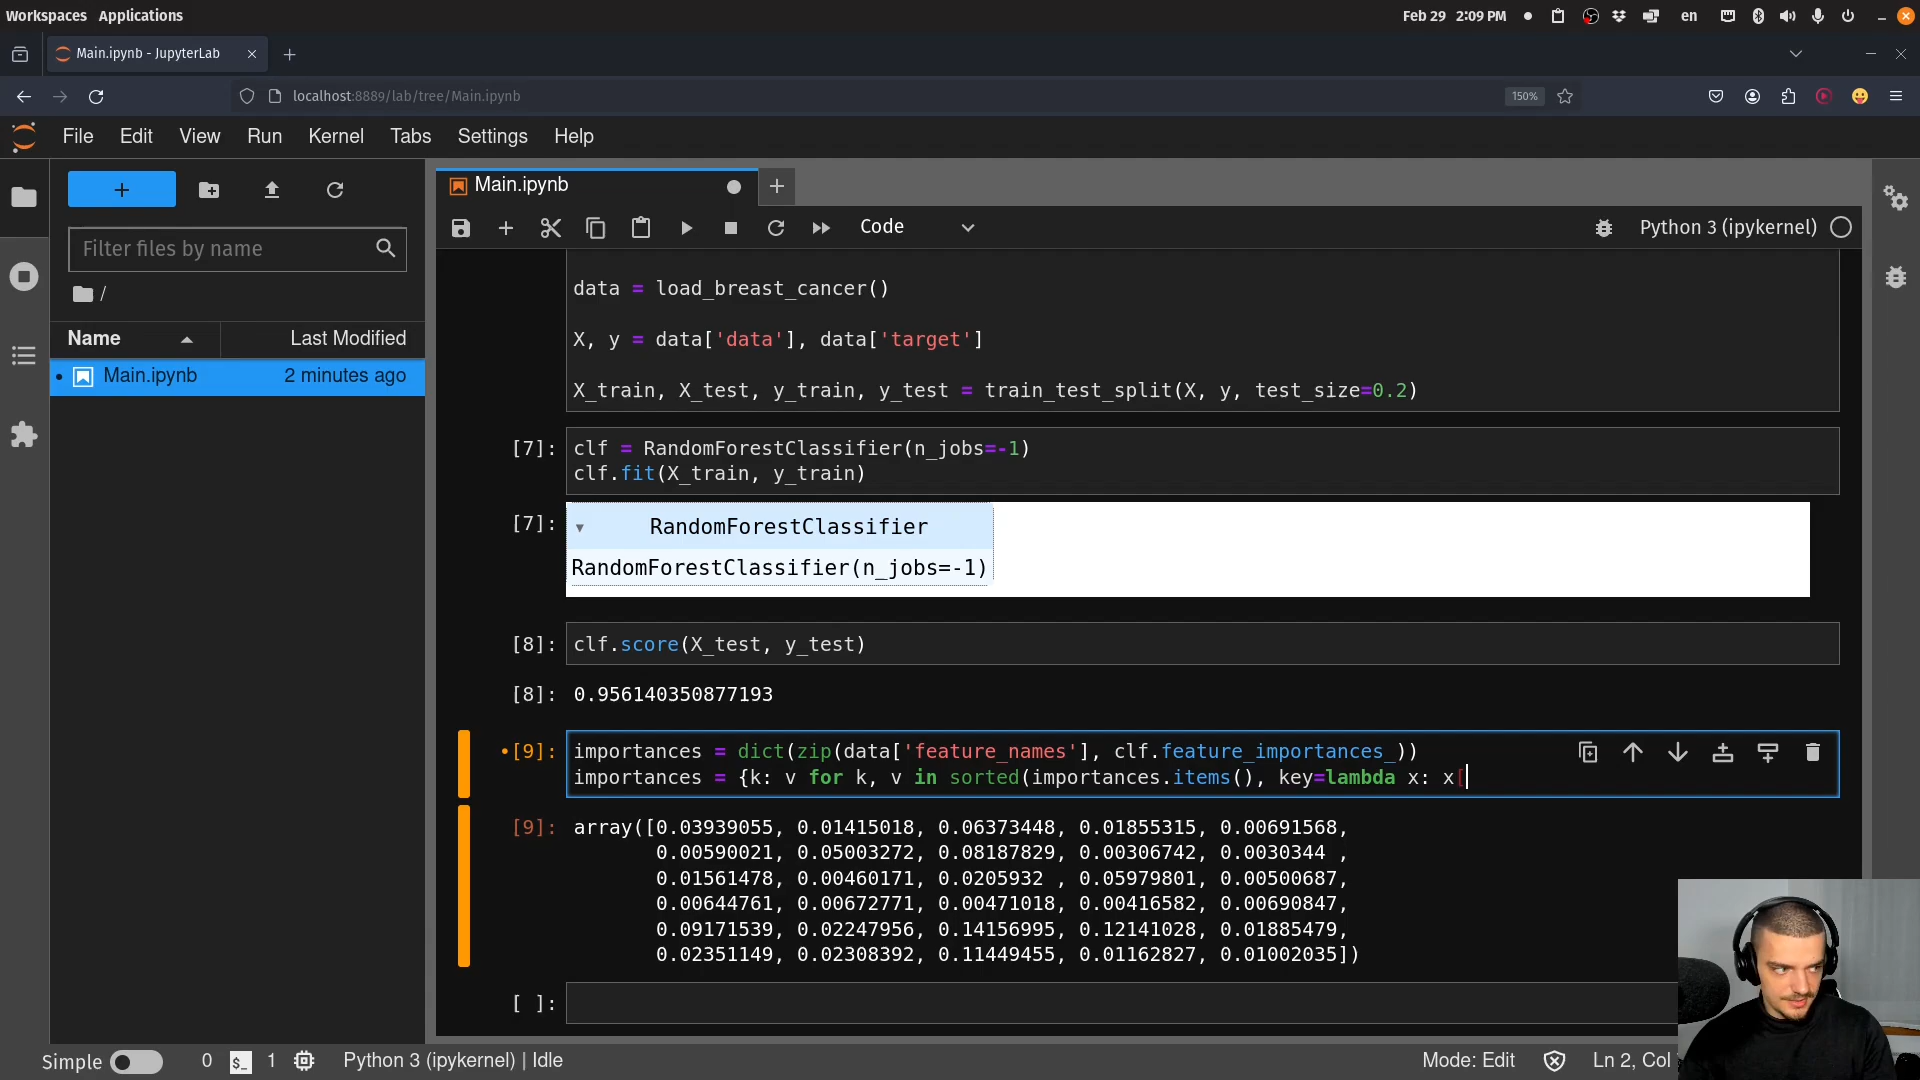 Workspaces Applications Feb 29 2:09 PM en
Main.ipynb - JupyterLab
localhost:8889/lab/tree/Main.ipynb 150%
File Edit View Run Kernel Tabs Settings Help
Main.ipynb
Code Python 3 (ipykernel)
Filter files by name
/
Name Last Modified
Main.ipynb 2 minutes ago
data = load_breast_cancer()
X, y = data['data'], data['target']
X_train, X_test, y_train, y_test = train_test_split(X, y, test_size=0.2)
[7]: clf = RandomForestClassifier(n_jobs=-1)
clf.fit(X_train, y_train)
[7]: RandomForestClassifier
RandomForestClassifier(n_jobs=-1)
[8]: clf.score(X_test, y_test)
[8]: 0.956140350877193
[9]: importances = dict(zip(data['feature_names'], clf.feature_importances_))
importances = {k: v for k, v in sorted(importances.items(), key=lambda x: x[
[9]: array([0.03939055, 0.01415018, 0.06373448, 0.01855315, 0.00691568,
0.00590021, 0.05003272, 0.08187829, 0.00306742, 0.0030344 ,
0.01561478, 0.00460171, 0.0205932 , 0.05979801, 0.00500687,
0.00644761, 0.00672771, 0.00471018, 0.00416582, 0.00690847,
0.09171539, 0.02247956, 0.14156995, 0.12141028, 0.01885479,
0.02351149, 0.02308392, 0.11449455, 0.01162827, 0.01002035])
[ ]:
Simple 0 $_ 1 Python 3 (ipykernel) | Idle Mode: Edit Ln 2, Col